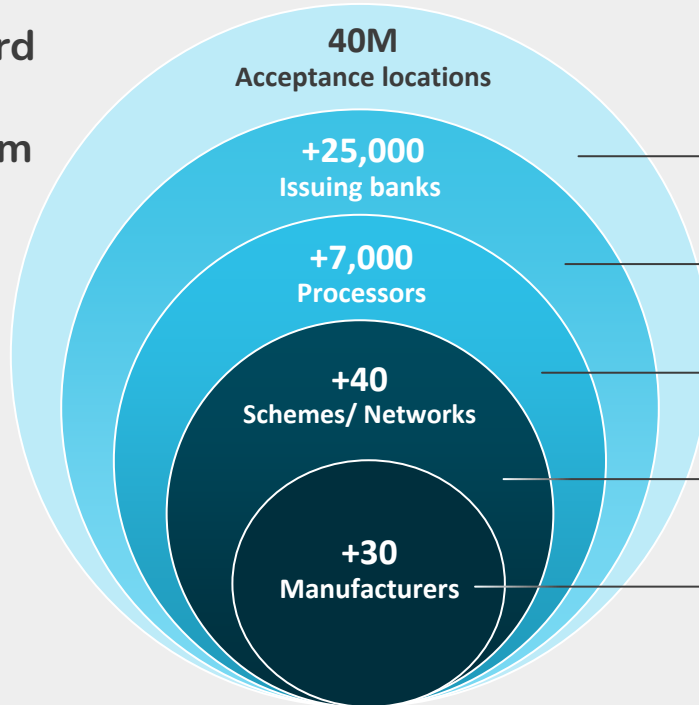 40M
Acceptance locations
+25,000
Issuing banks
+7,000
Processors
+40
Schemes/ Networks
+30
Manufacturers